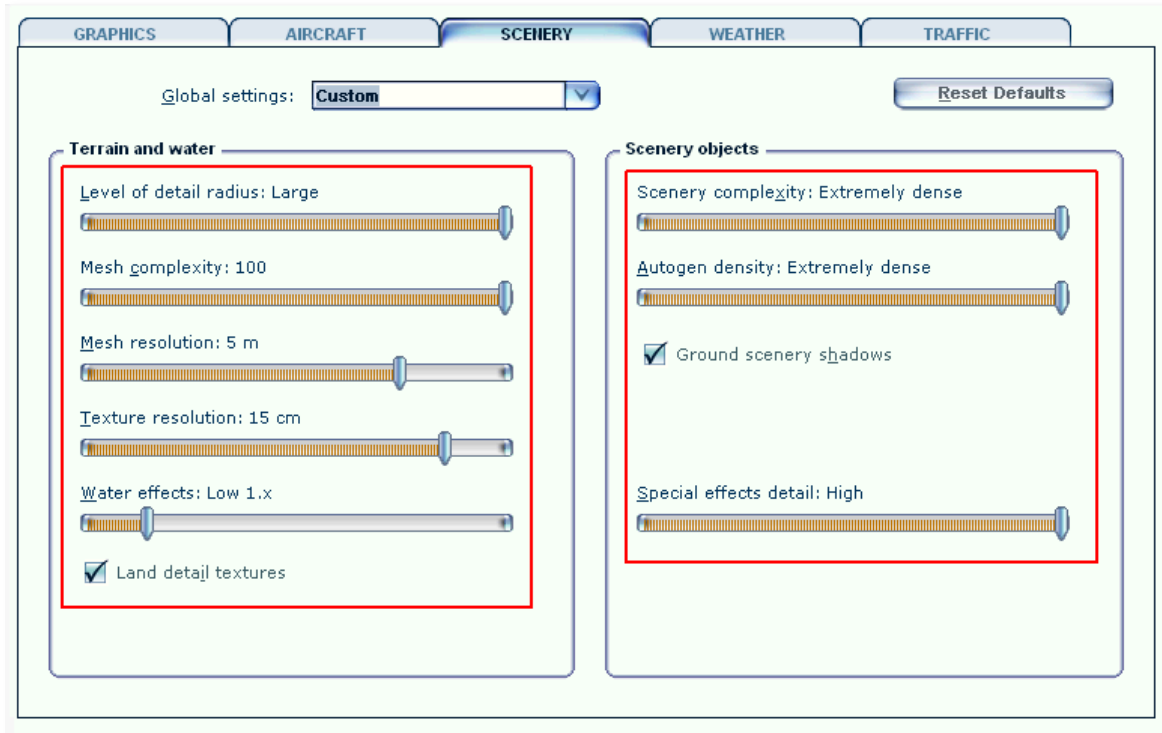 GRAPHICS AIRCRAFT SCENERY WEATHER TRAFFIC
Global settings: Custom Reset Defaults
Terrain and water
Level of detail radius: Large
Mesh complexity: 100
Mesh resolution: 5 m
Texture resolution: 15 cm
Water effects: Low 1.x
Land detail textures
Scenery objects
Scenery complexity: Extremely dense
Autogen density: Extremely dense
Ground scenery shadows
Special effects detail: High